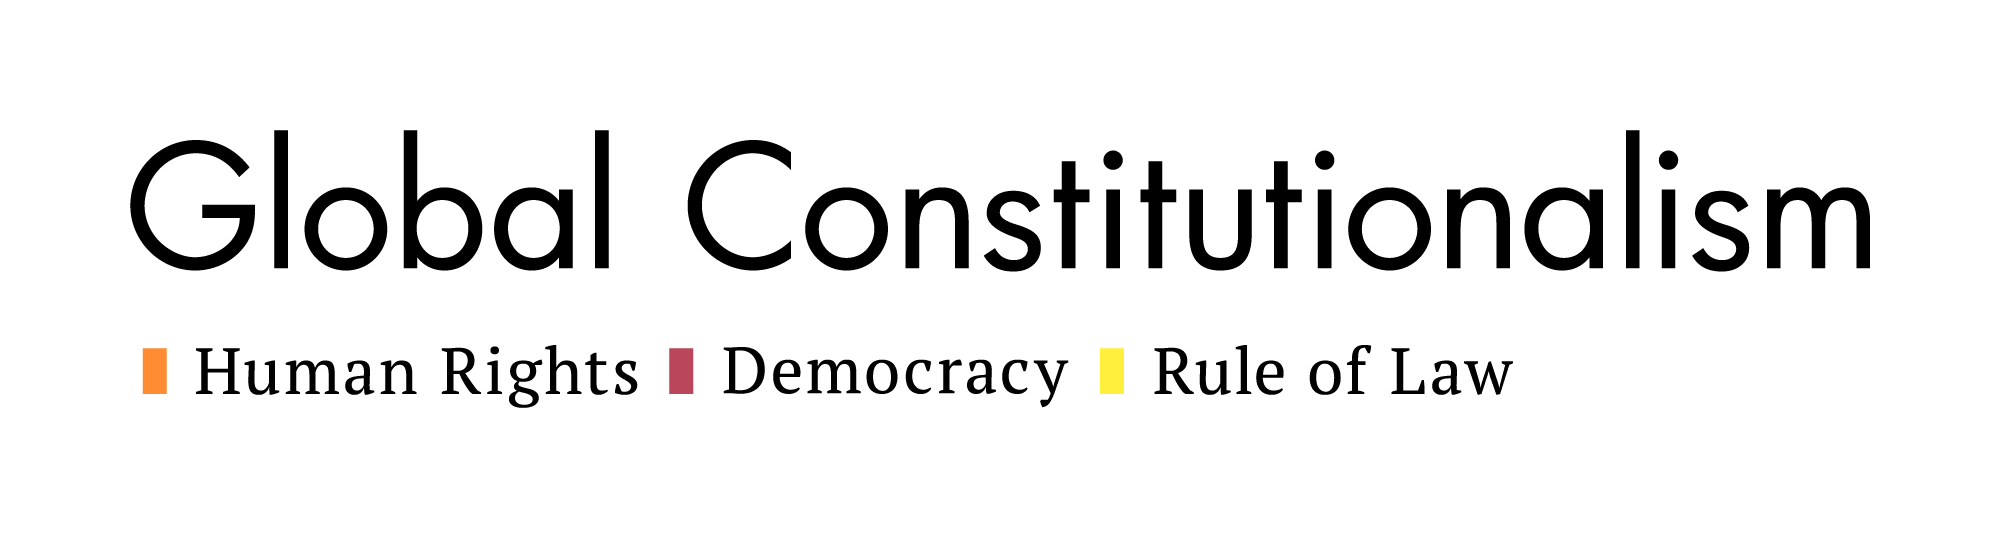 Global Constitutionalism
Human Rights Democracy Rule of Law